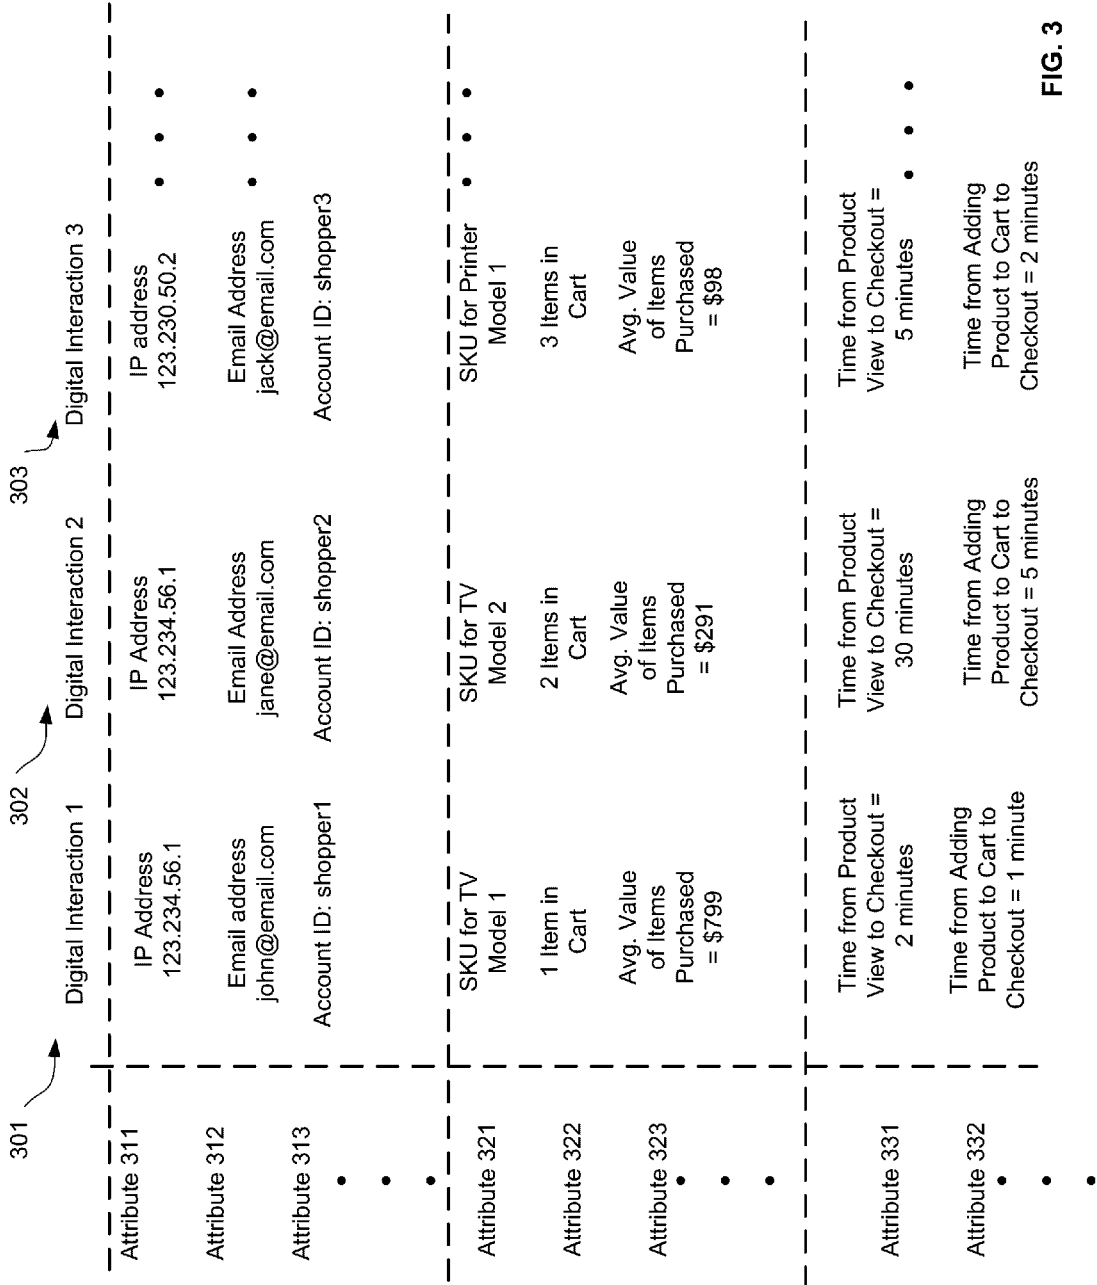 301
302
303
Digital Interaction 1
Digital Interaction 2
Digital Interaction 3
Attribute 311
IP Address
123.234.56.1
IP Address
123.234.56.1
IP address
123.230.50.2
Attribute 312
Email address
john@email.com
Email Address
jane@email.com
Email Address
jack@email.com
Attribute 313
Account ID: shopper1
Account ID: shopper2
Account ID: shopper3
Attribute 321
SKU for TV
Model 1
SKU for TV
Model 2
SKU for Printer
Model 1
Attribute 322
1 Item in
Cart
2 Items in
Cart
3 Items in
Cart
Attribute 323
Avg. Value
of Items
Purchased
= $799
Avg. Value
of Items
Purchased
= $291
Avg. Value
of Items
Purchased
= $98
Attribute 331
Time from Product
View to Checkout =
2 minutes
Time from Product
View to Checkout =
30 minutes
Time from Product
View to Checkout =
5 minutes
Attribute 332
Time from Adding
Product to Cart to
Checkout = 1 minute
Time from Adding
Product to Cart to
Checkout = 5 minutes
Time from Adding
Product to Cart to
Checkout = 2 minutes
FIG. 3